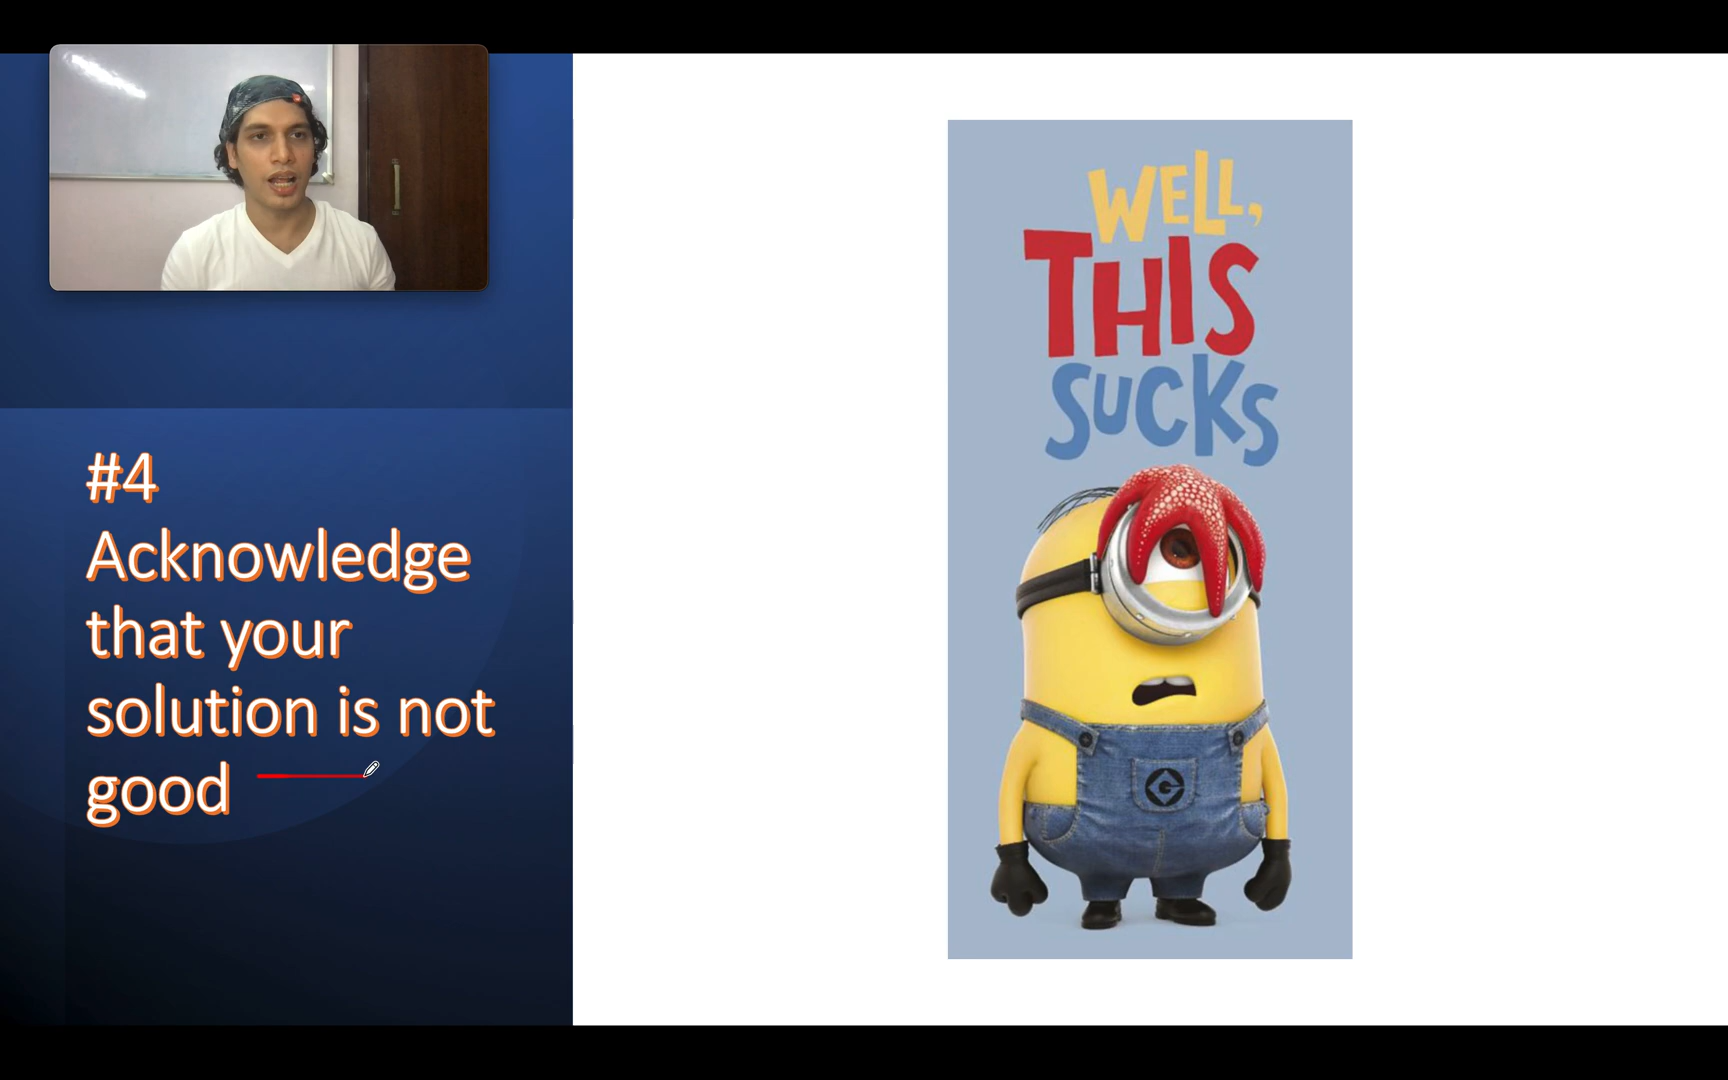 #4
Acknowledge
that your
solution is not
good
WELL,
THIS
SUCKS
G